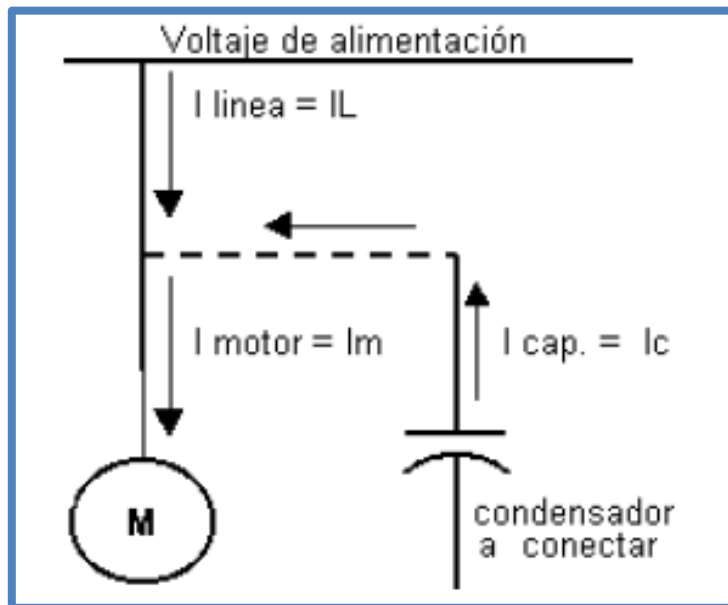 Voltaje de alimentación
I linea = IL
I motor = Im
I cap. = Ic
M
condensador
a conectar